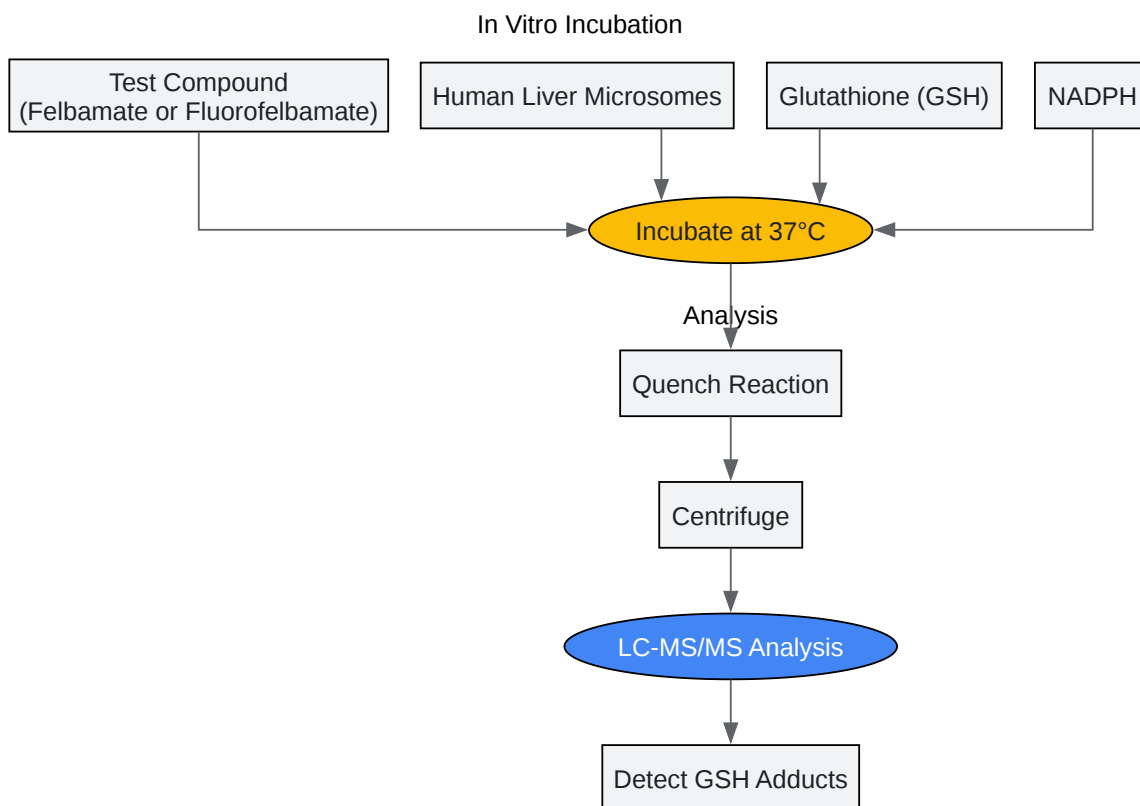 In Vitro Incubation
Test Compound
(Felbamate or Fluorofelbamate)
Human Liver Microsomes
Glutathione (GSH)
NADPH
Incubate at 37°C
Analysis
Quench Reaction
Centrifuge
LC-MS/MS Analysis
Detect GSH Adducts